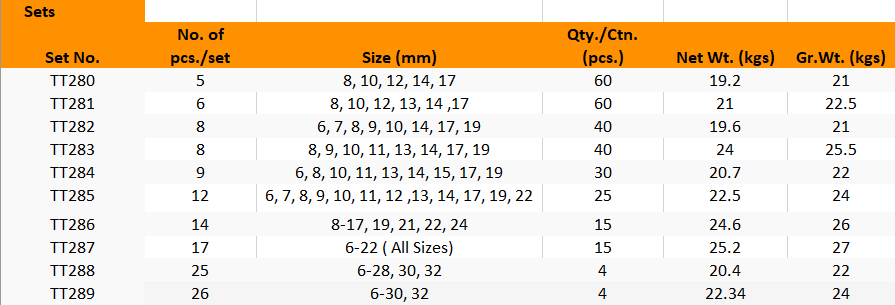 Sets
Set No. No. of pcs./set Size (mm) Qty./Ctn. (pcs.) Net Wt. (kgs) Gr.Wt. (kgs)
TT280 5 8, 10, 12, 14, 17 60 19.2 21
TT281 6 8, 10, 12, 13, 14 ,17 60 21 22.5
TT282 8 6, 7, 8, 9, 10, 14, 17, 19 40 19.6 21
TT283 8 8, 9, 10, 11, 13, 14, 17, 19 40 24 25.5
TT284 9 6, 8, 10, 11, 13, 14, 15, 17, 19 30 20.7 22
TT285 12 6, 7, 8, 9, 10, 11, 12 ,13, 14, 17, 19, 22 25 22.5 24
TT286 14 8-17, 19, 21, 22, 24 15 24.6 26
TT287 17 6-22 ( All Sizes) 15 25.2 27
TT288 25 6-28, 30, 32 4 20.4 22
TT289 26 6-30, 32 4 22.34 24